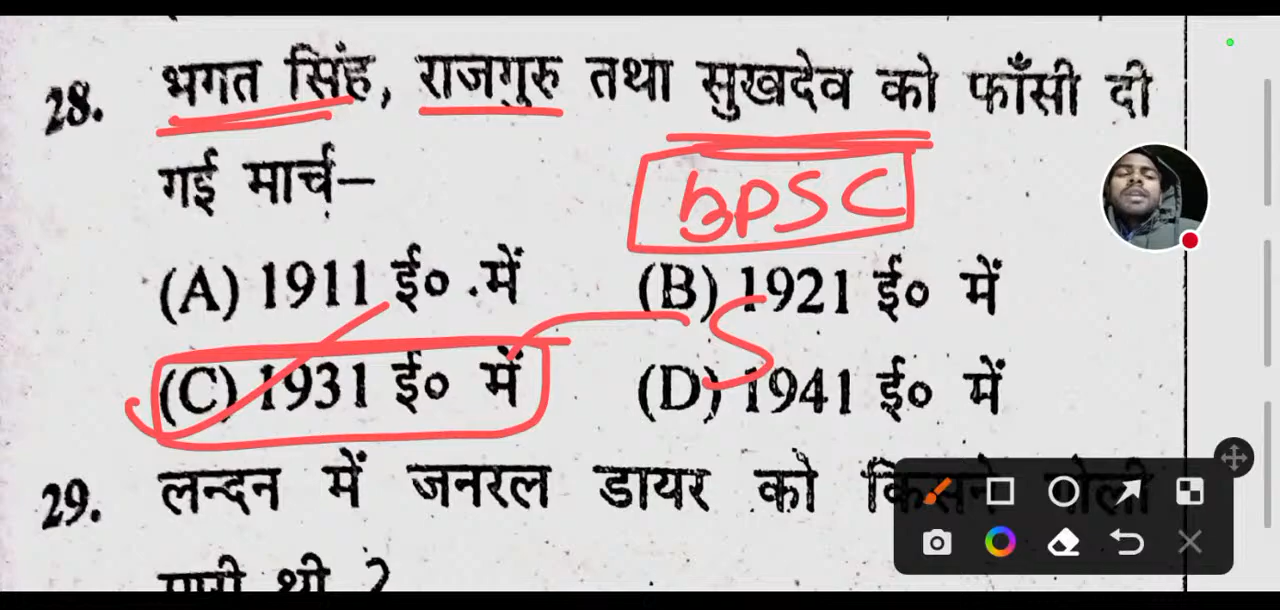 28. भगत सिंह, राजगुरु तथा सुखदेव को फाँसी दी
गई मार्च–
BPSC
(A) 1911 ई० में (B) 1921 ई० में
(C) 1931 ई० में (D) 1941 ई० में
29. लन्दन में जनरल डायर को किसने गोली
मारी थी ?